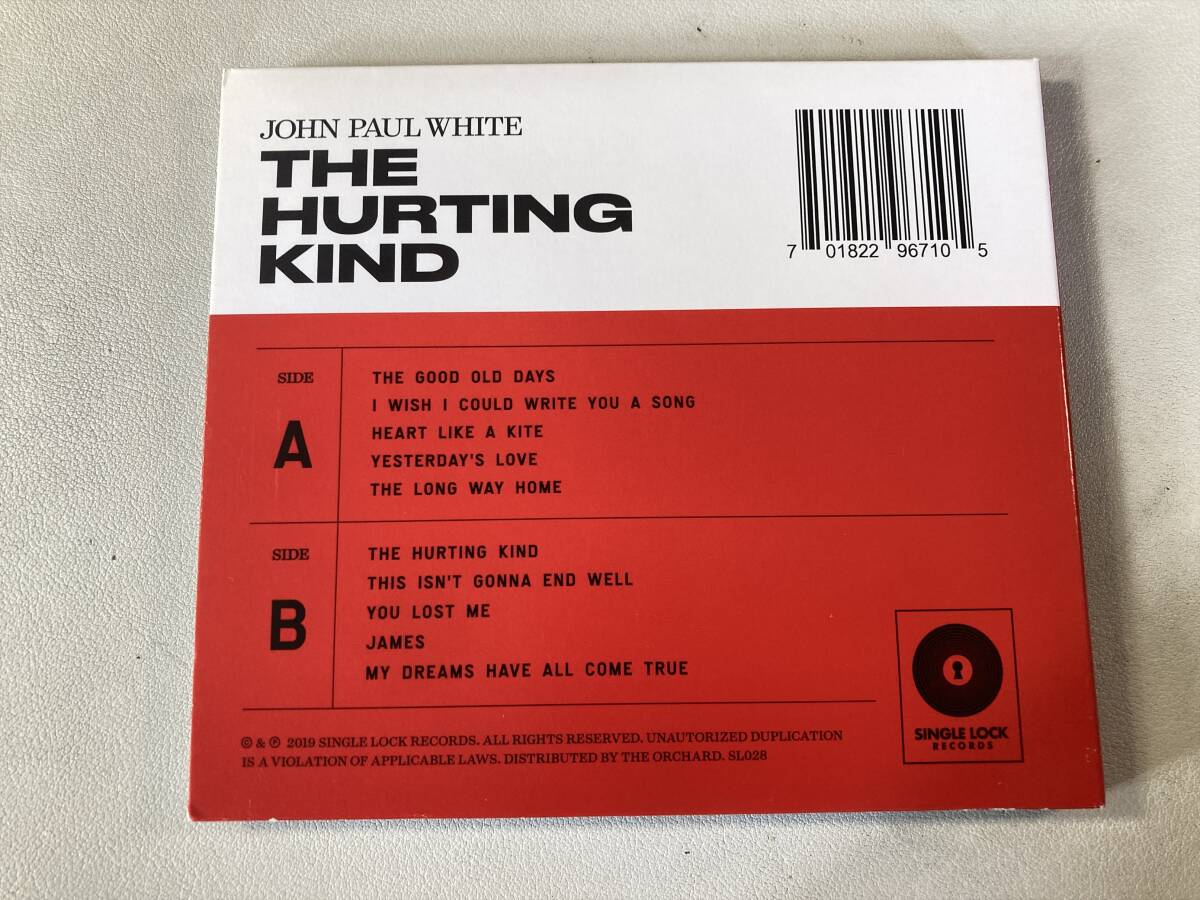 JOHN PAUL WHITE
THE
HURTING
KIND
7 01822 96710 5
SIDE
A
THE GOOD OLD DAYS
I WISH I COULD WRITE YOU A SONG
HEART LIKE A KITE
YESTERDAY'S LOVE
THE LONG WAY HOME
SIDE
B
THE HURTING KIND
THIS ISN'T GONNA END WELL
YOU LOST ME
JAMES
MY DREAMS HAVE ALL COME TRUE
© & ℗ 2019 SINGLE LOCK RECORDS. ALL RIGHTS RESERVED. UNAUTORIZED DUPLICATION
IS A VIOLATION OF APPLICABLE LAWS. DISTRIBUTED BY THE ORCHARD. SL028
SINGLE LOCK
RECORDS